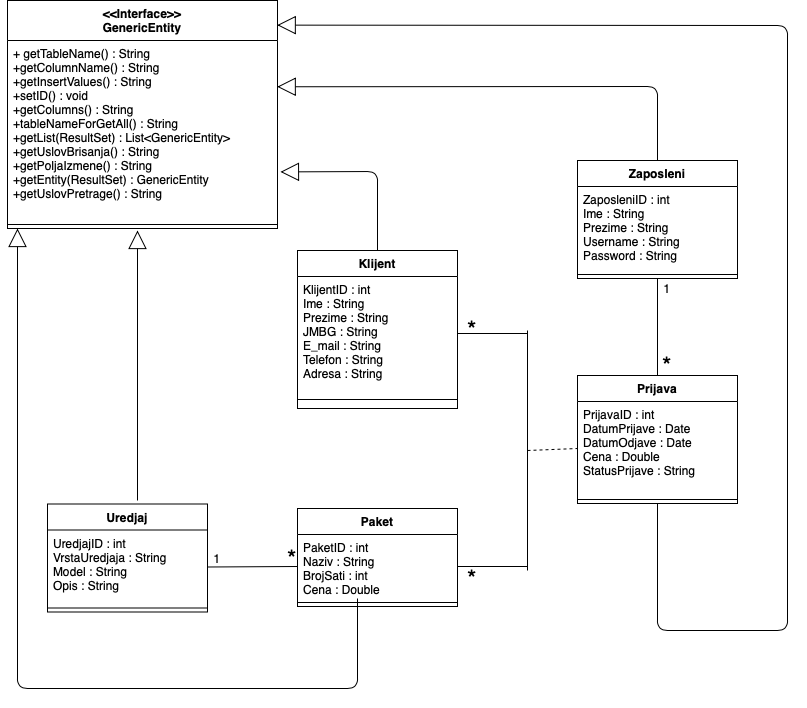 <<Interface>>
GenericEntity
+ getTableName() : String
+getColumnName() : String
+getInsertValues() : String
+setID() : void
+getColumns() : String
+tableNameForGetAll() : String
+getList(ResultSet) : List<GenericEntity>
+getUslovBrisanja() : String
+getPoljaIzmene() : String
+getEntity(ResultSet) : GenericEntity
+getUslovPretrage() : String
Zaposleni
ZaposleniID : int
Ime : String
Prezime : String
Username : String
Password : String
1
*
Klijent
KlijentID : int
Ime : String
Prezime : String
JMBG : String
E_mail : String
Telefon : String
Adresa : String
*
Prijava
PrijavaID : int
DatumPrijave : Date
DatumOdjave : Date
Cena : Double
StatusPrijave : String
Uredjaj
UredjajID : int
VrstaUredjaja : String
Model : String
Opis : String
1
*
Paket
PaketID : int
Naziv : String
BrojSati : int
Cena : Double
*